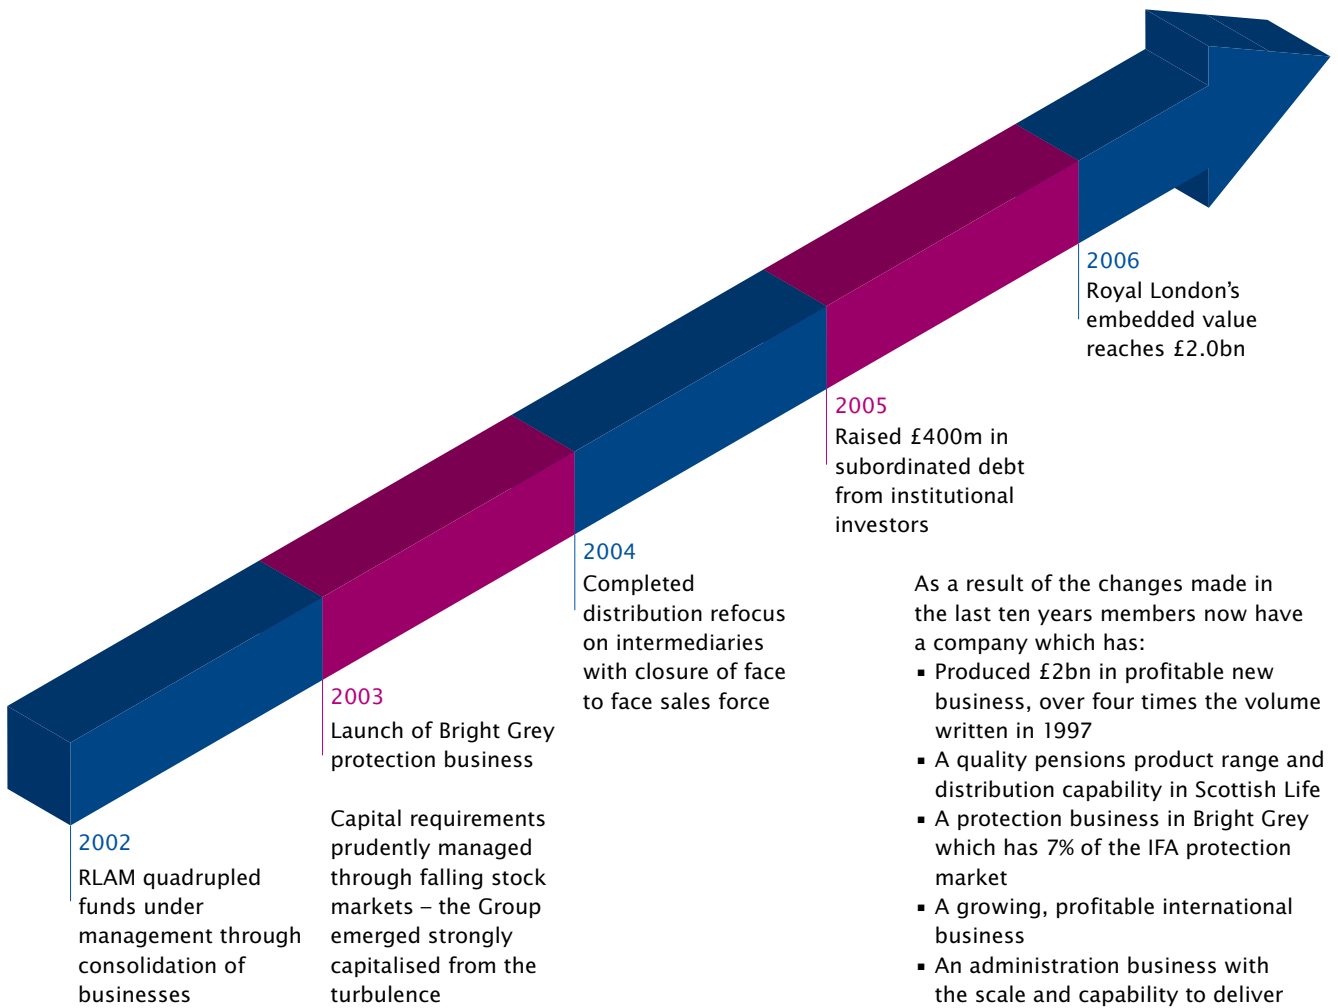 2002
RLAM quadrupled
funds under
management through
consolidation of
businesses
2003
Launch of Bright Grey
protection business
Capital requirements
prudently managed
through falling stock
markets – the Group
emerged strongly
capitalised from the
turbulence
2004
Completed
distribution refocus
on intermediaries
with closure of face
to face sales force
2005
Raised £400m in
subordinated debt
from institutional
investors
2006
Royal London’s
embedded value
reaches £2.0bn
As a result of the changes made in
the last ten years members now have
a company which has:
▪ Produced £2bn in profitable new
business, over four times the volume
written in 1997
▪ A quality pensions product range and
distribution capability in Scottish Life
▪ A protection business in Bright Grey
which has 7% of the IFA protection
market
▪ A growing, profitable international
business
▪ An administration business with
the scale and capability to deliver